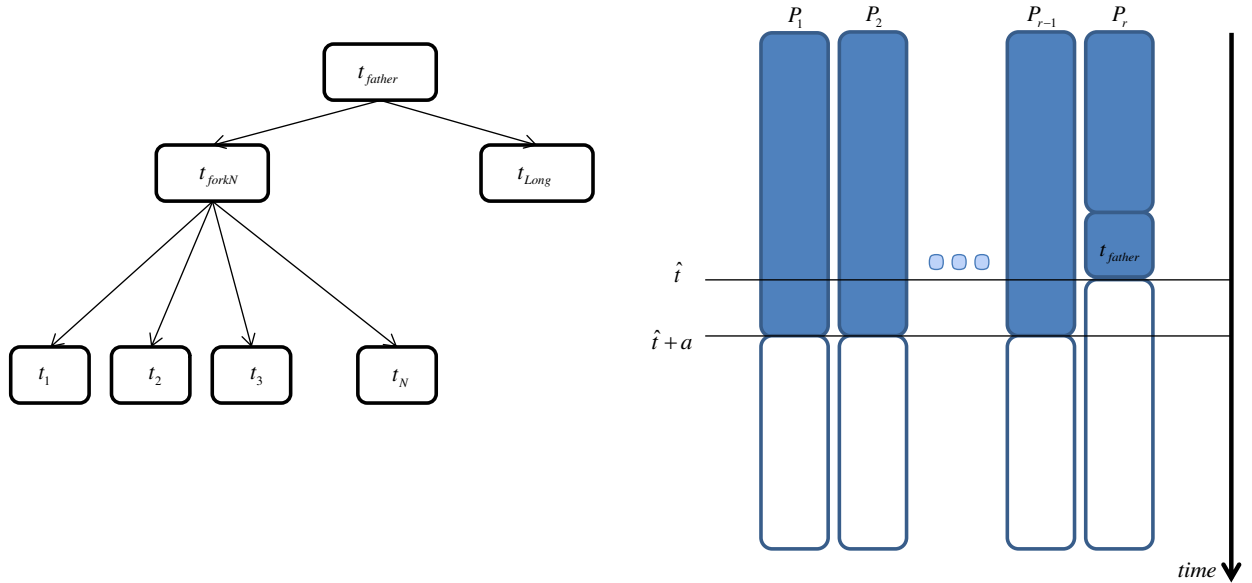 t_father
t_forkN
t_Long
t_1
t_2
t_3
t_N
P_1
P_2
P_{r-1}
P_r
t_father
t̂
t̂ + a
time